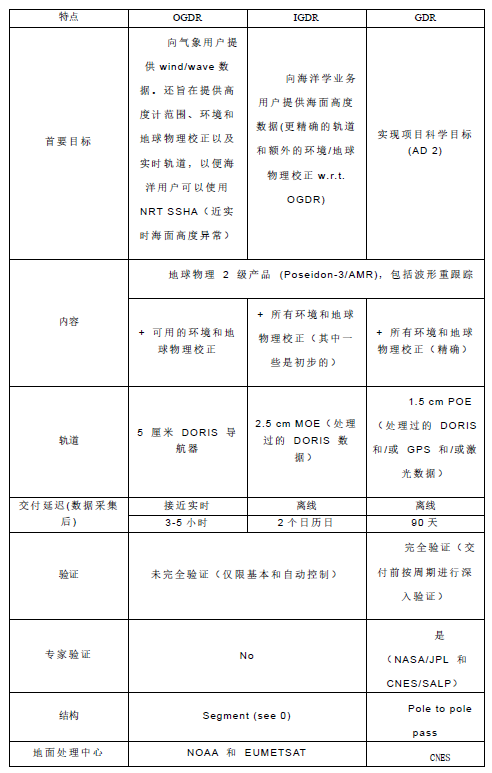 特点 OGDR IGDR GDR
首要目标
向气象用户提
供 wind/wave 数
据。还旨在提供高
度计范围、环境和
地球物理校正以及
实时轨道，以便海
洋用户可以使用
NRT SSHA（近实
时海面高度异常）
向海洋学业务
用户提供海面高度
数据(更精确的轨道
和额外的环境/地球
物理校正 w.r.t.
OGDR)
实现项目科学目标
(AD 2)
内容
地球物理 2 级产品 (Poseidon-3/AMR)，包括波形重跟踪
+ 可用的环境和地
球物理校正
+ 所有环境和地球
物理校正（其中一
些是初步的）
+ 所有环境和地球
物理校正（精确）
轨道
5 厘米 DORIS 导
航器
2.5 cm MOE（处理
过的 DORIS 数
据）
1.5 cm POE
（处理过的 DORIS
和/或 GPS 和/或激
光数据）
交付延迟(数据采集
后)
接近实时 离线 离线
3-5 小时 2 个日历日 90 天
验证
未完全验证（仅限基本和自动控制）
完全验证（交
付前按周期进行深
入验证）
专家验证
No
是
（NASA/JPL 和
CNES/SALP）
结构
Segment (see 0)
Pole to pole
pass
地面处理中心 NOAA 和 EUMETSAT CNES